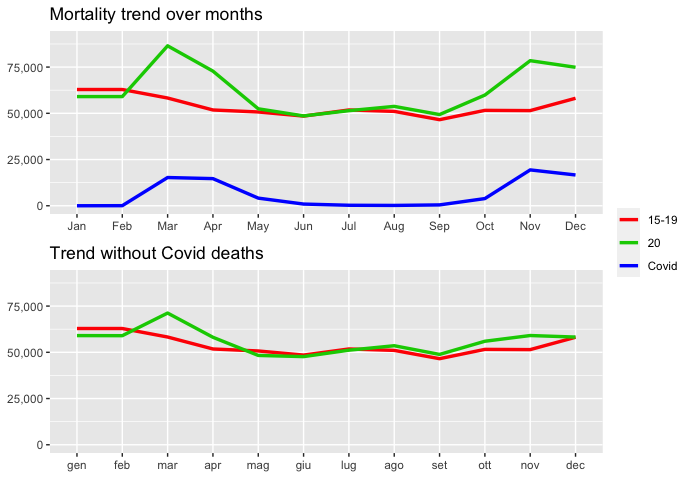 Mortality trend over months
75,000
50,000
25,000
0
Jan Feb Mar Apr May Jun Jul Aug Sep Oct Nov Dec
15-19
20
Covid
Trend without Covid deaths
75,000
50,000
25,000
0
gen feb mar apr mag giu lug ago set ott nov dec